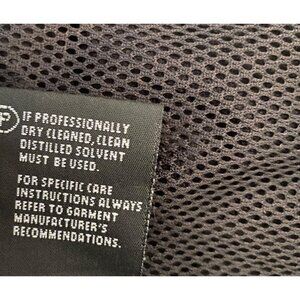 P IF PROFESSIONALLY
DRY CLEANED, CLEAN
DISTILLED SOLVENT
MUST BE USED.
FOR SPECIFIC CARE
INSTRUCTIONS ALWAYS
REFER TO GARMENT
MANUFACTURER'S
RECOMMENDATIONS.